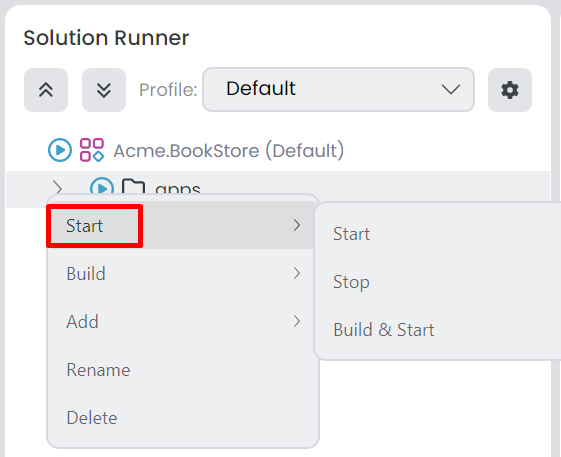 Solution Runner
Profile: Default
Acme.BookStore (Default)
apps
Start
Build
Add
Rename
Delete
Start
Stop
Build & Start